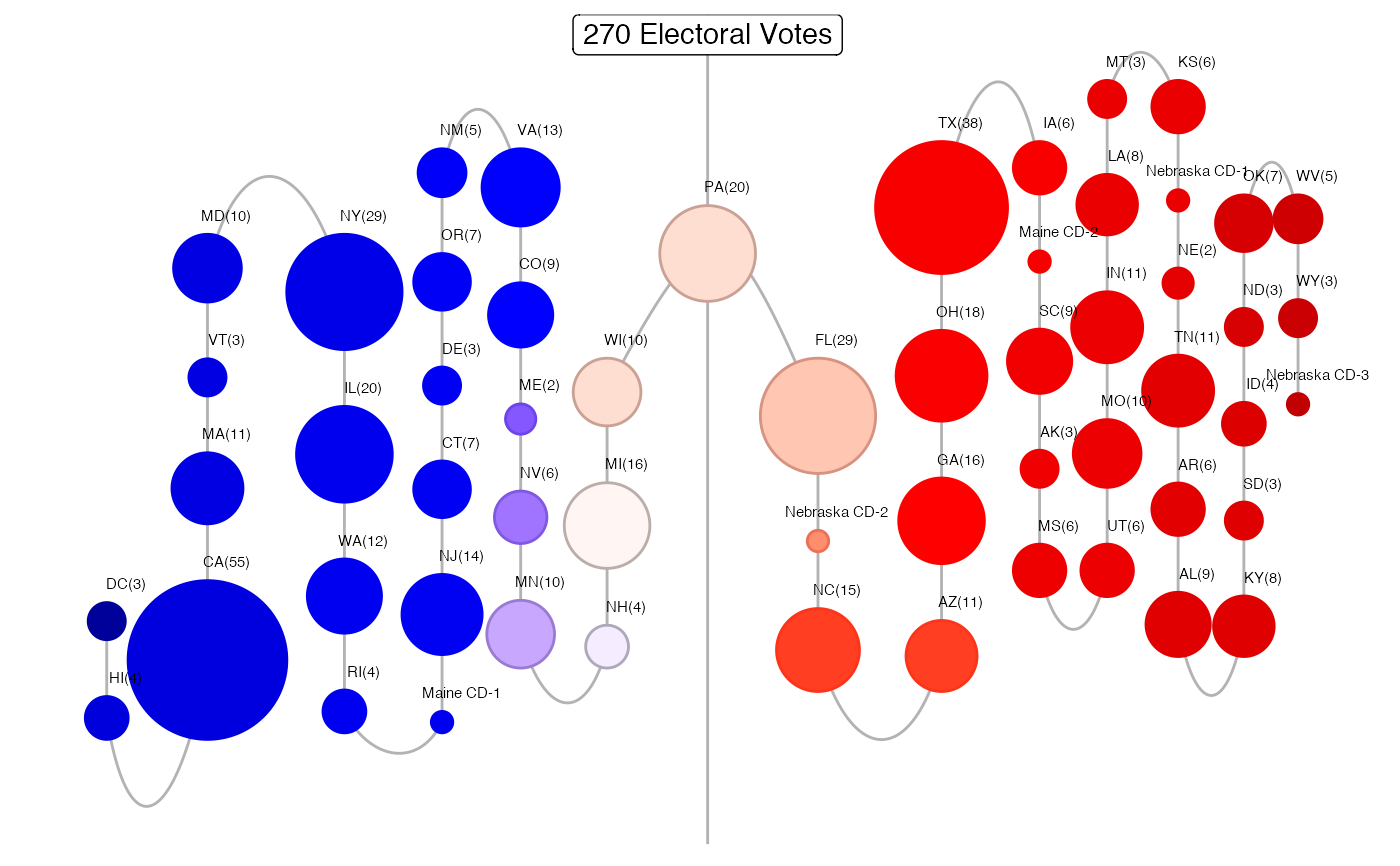 270 Electoral Votes
DC(3)
HI(4)
MD(10)
VT(3)
MA(11)
CA(55)
NY(29)
IL(20)
WA(12)
RI(4)
NM(5)
OR(7)
DE(3)
CT(7)
NJ(14)
Maine CD-1
VA(13)
CO(9)
ME(2)
NV(6)
MN(10)
WI(10)
MI(16)
NH(4)
PA(20)
FL(29)
Nebraska CD-2
NC(15)
TX(38)
OH(18)
GA(16)
AZ(11)
IA(6)
Maine CD-2
SC(9)
AK(3)
MS(6)
MT(3)
LA(8)
IN(11)
MO(10)
UT(6)
KS(6)
Nebraska CD-1
NE(2)
TN(11)
AR(6)
AL(9)
OK(7)
ND(3)
ID(4)
SD(3)
KY(8)
WV(5)
WY(3)
Nebraska CD-3